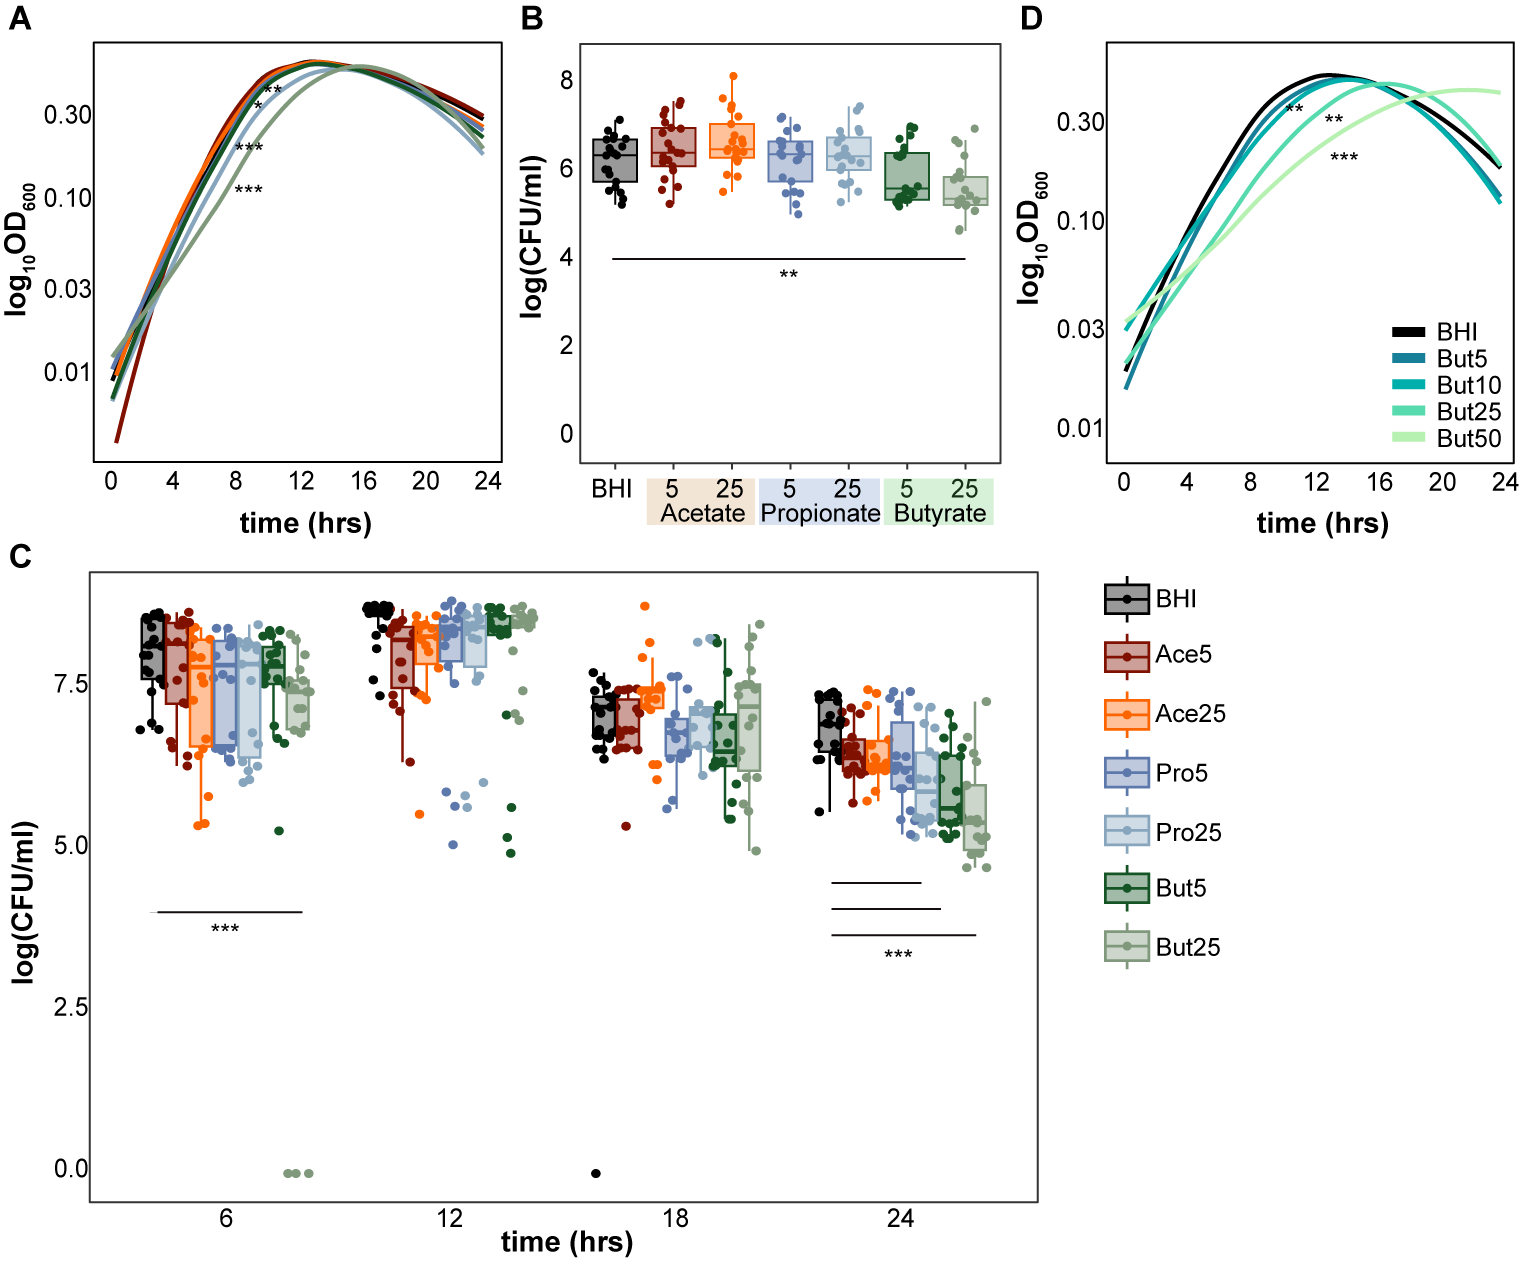 A
B
D
log10OD600
0.30
0.10
0.03
0.01
**
*
***
***
0
4
8
12
16
20
24
time (hrs)
log(CFU/ml)
8
6
4
2
0
**
BHI
5
25
5
25
5
25
Acetate
Propionate
Butyrate
log10OD600
0.30
0.10
0.03
0.01
**
**
***
BHI
But5
But10
But25
But50
0
4
8
12
16
20
24
time (hrs)
C
log(CFU/ml)
7.5
5.0
2.5
0.0
***
***
6
12
18
24
time (hrs)
BHI
Ace5
Ace25
Pro5
Pro25
But5
But25